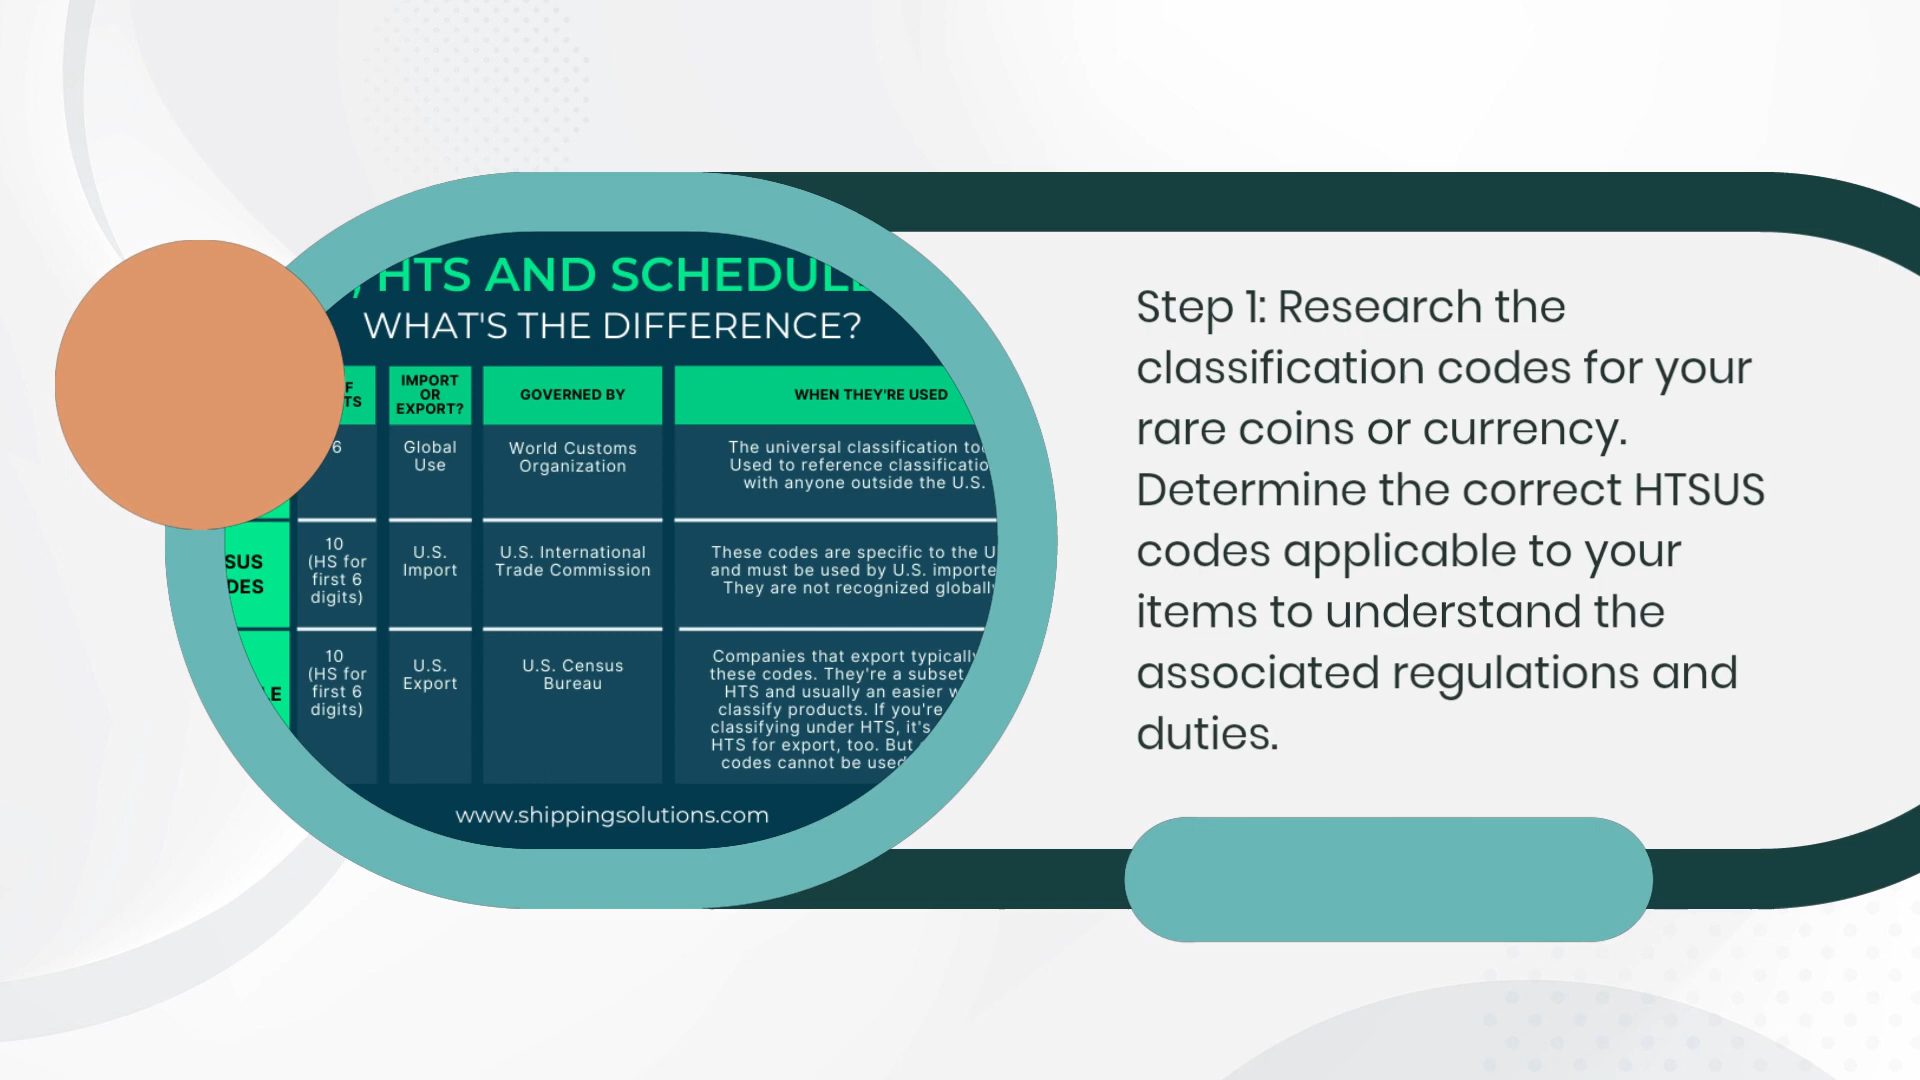 HTS AND SCHEDULE
WHAT'S THE DIFFERENCE?
IMPORT
OR
EXPORT?
GOVERNED BY
WHEN THEY'RE USED
6
Global
Use
World Customs
Organization
The universal classification
Used to reference
with anyone outside the U.S.
10
(HS for
first 6
digits)
U.S.
Import
U.S. International
Trade Commission
These codes are specific to the
and must be used by U.S.
They are not recognized
10
(HS for
first 6
digits)
U.S.
Export
U.S. Census
Bureau
Companies that export
these codes. They're a subset
HTS and usually an easier
classify products. If you're
classifying under HTS, it's
HTS for export, too. But
codes cannot be used
www.shippingsolutions.com
Step 1: Research the
classification codes for your
rare coins or currency.
Determine the correct HTSUS
codes applicable to your
items to understand the
associated regulations and
duties.